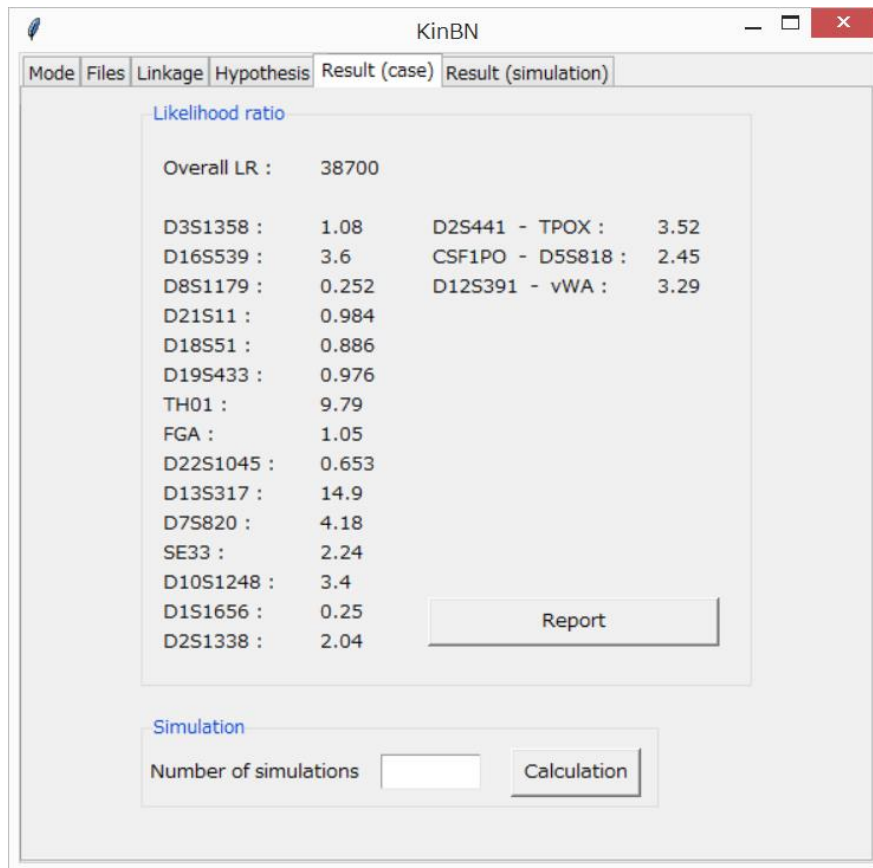 KinBN
Mode Files Linkage Hypothesis Result (case) Result (simulation)
Likelihood ratio
Overall LR : 38700
D3S1358 : 1.08 D2S441 - TPOX : 3.52
D16S539 : 3.6 CSF1PO - D5S818 : 2.45
D8S1179 : 0.252 D12S391 - vWA : 3.29
D21S11 : 0.984
D18S51 : 0.886
D19S433 : 0.976
TH01 : 9.79
FGA : 1.05
D22S1045 : 0.653
D13S317 : 14.9
D7S820 : 4.18
SE33 : 2.24
D10S1248 : 3.4
D1S1656 : 0.25
D2S1338 : 2.04
Report
Simulation
Number of simulations Calculation